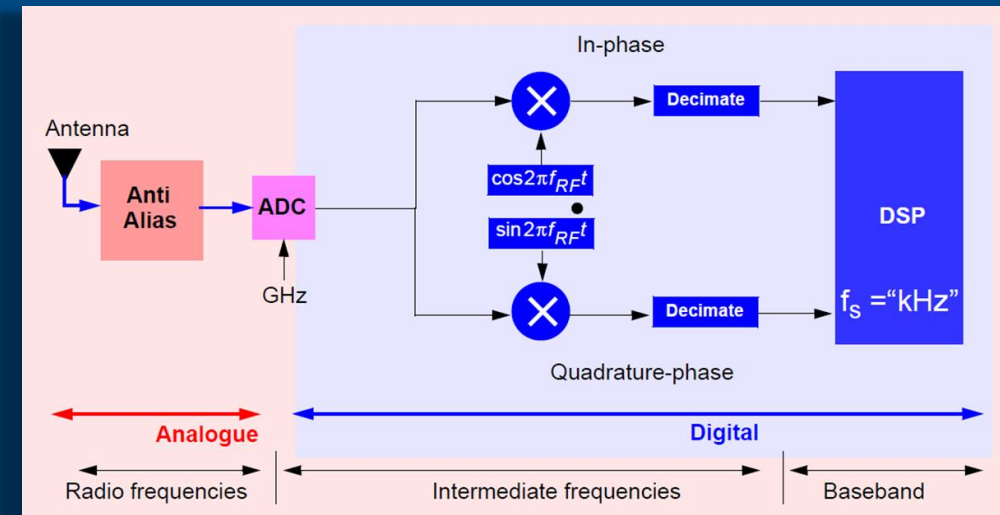 In-phase
Antenna
Decimate
cos2πf_RFt
Anti
Alias
ADC
DSP
sin2πf_RFt
GHz
Decimate
f_s ="kHz"
Quadrature-phase
Analogue
Digital
Radio frequencies
Intermediate frequencies
Baseband